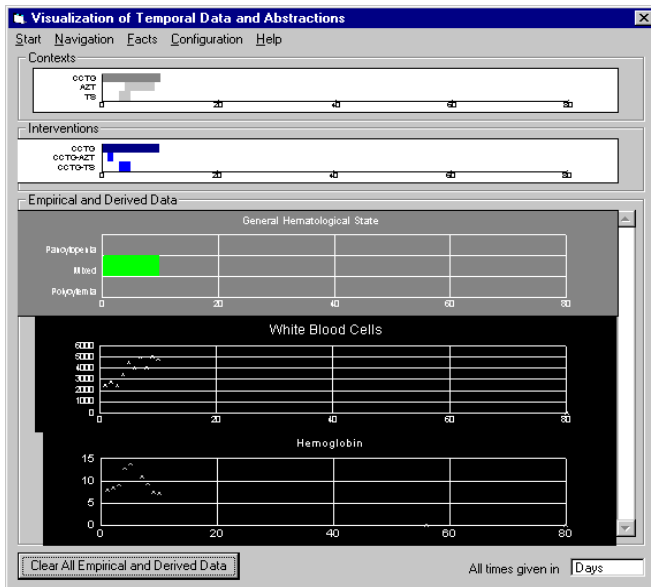 Visualization of Temporal Data and Abstractions
Start Navigation Facts Configuration Help
Contexts
CCTG
AZT
TS
0 20 40 60 80
Interventions
CCTG
CCTG-AZT
CCTG-TS
0 20 40 60 80
Empirical and Derived Data
General Hematological State
Pancytopenia
Mixed
Polycytemia
0 20 40 60 80
White Blood Cells
6000
5000
4000
3000
2000
1000
0
0 20 40 60 80
Hemoglobin
15
10
5
0
0 20 40 60 80
Clear All Empirical and Derived Data
All times given in Days